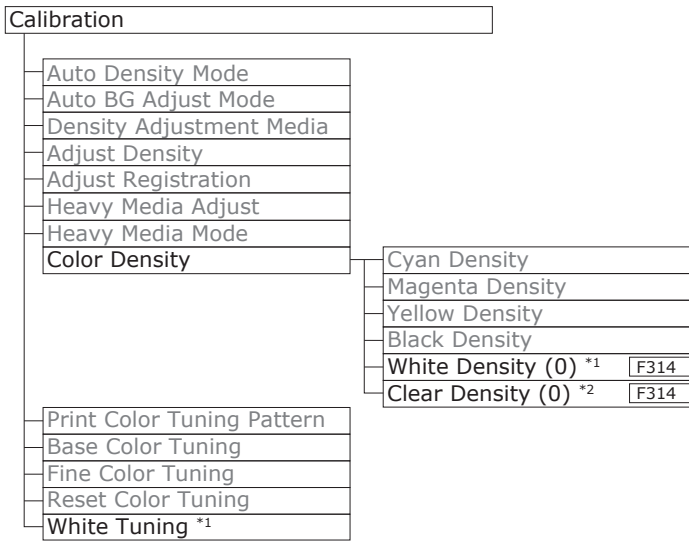 Calibration
Auto Density Mode
Auto BG Adjust Mode
Density Adjustment Media
Adjust Density
Adjust Registration
Heavy Media Adjust
Heavy Media Mode
Color Density
Cyan Density
Magenta Density
Yellow Density
Black Density
White Density (0) *1 F314
Clear Density (0) *2 F314
Print Color Tuning Pattern
Base Color Tuning
Fine Color Tuning
Reset Color Tuning
White Tuning *1